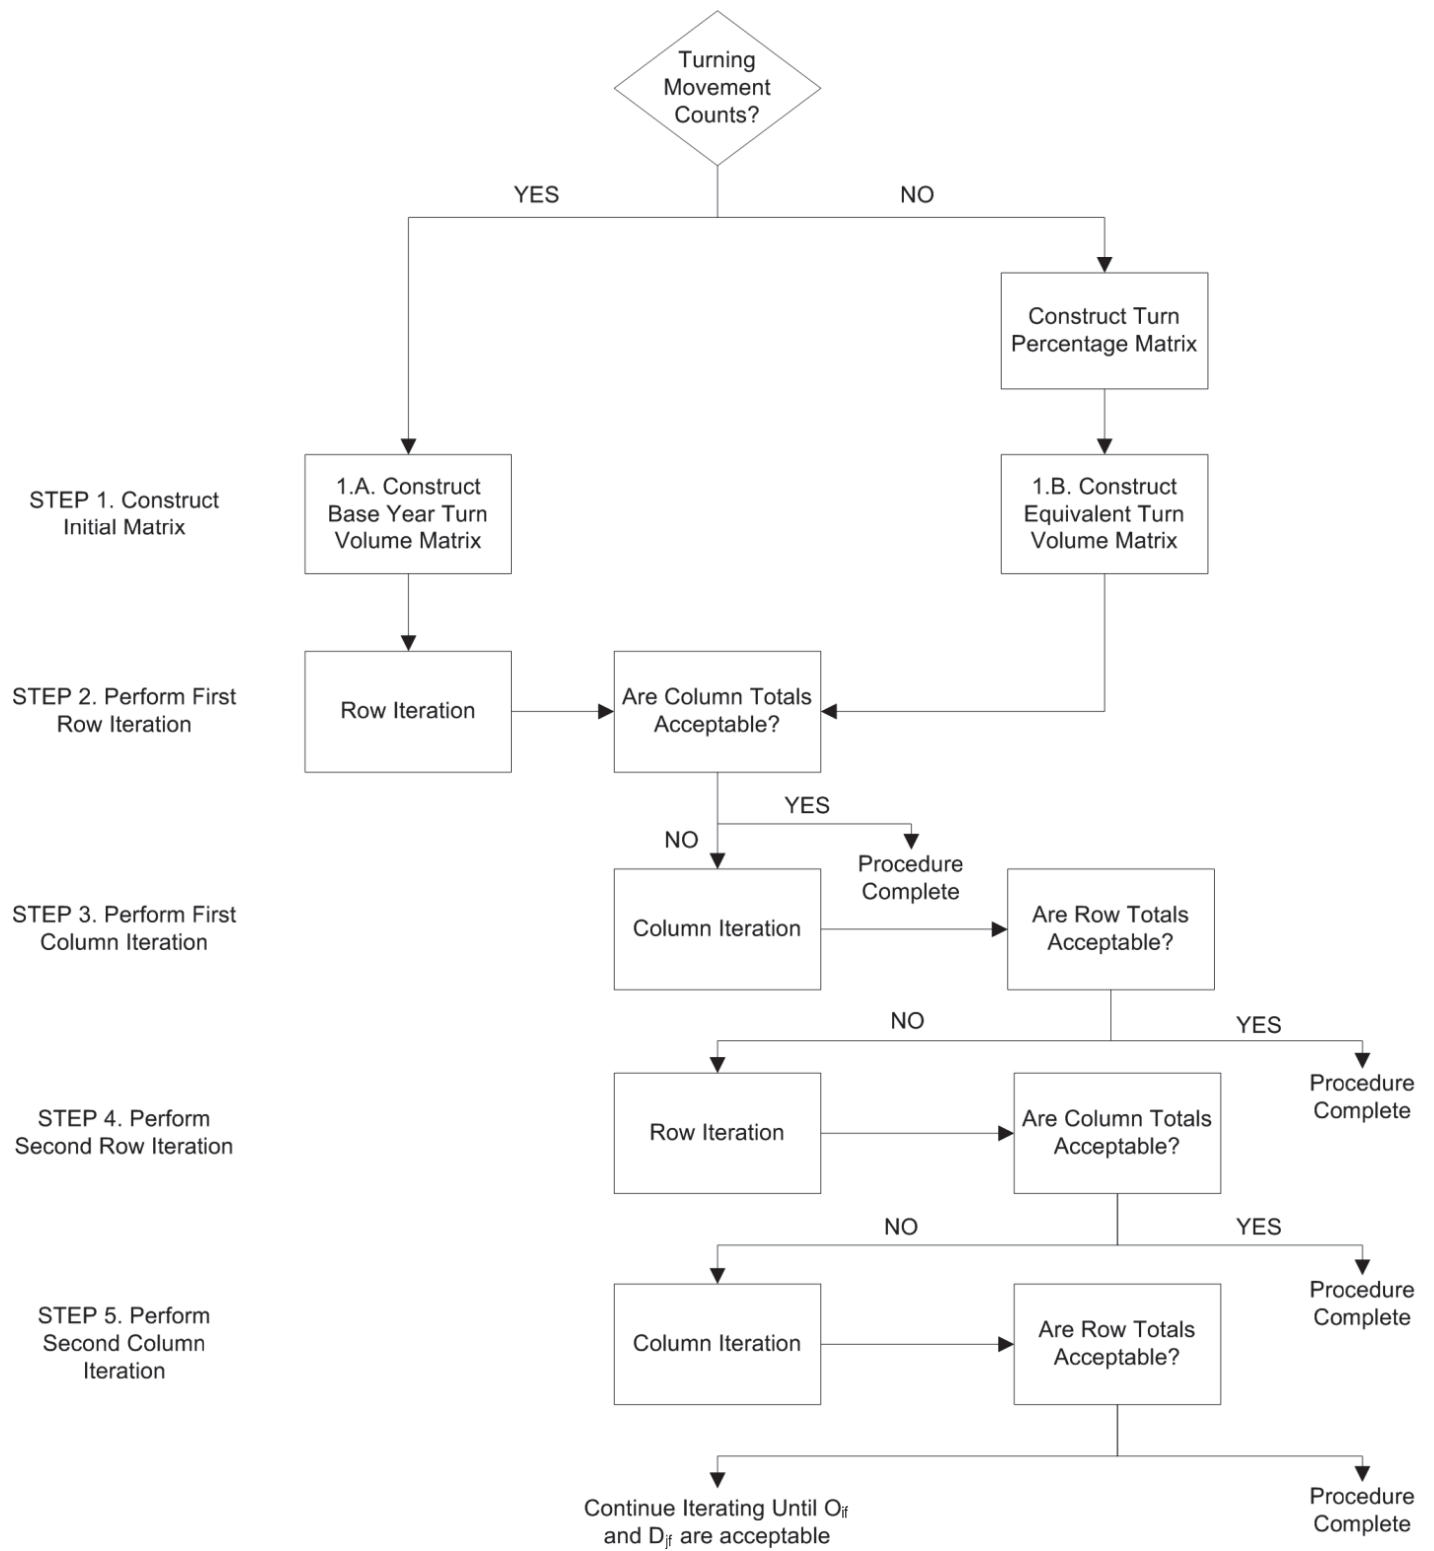 Turning
Movement
Counts?
YES
NO
Construct Turn
Percentage Matrix
STEP 1. Construct
Initial Matrix
1.A. Construct
Base Year Turn
Volume Matrix
1.B. Construct
Equivalent Turn
Volume Matrix
STEP 2. Perform First
Row Iteration
Row Iteration
Are Column Totals
Acceptable?
YES
NO
Procedure
Complete
STEP 3. Perform First
Column Iteration
Column Iteration
Are Row Totals
Acceptable?
NO
YES
Procedure
Complete
STEP 4. Perform
Second Row Iteration
Row Iteration
Are Column Totals
Acceptable?
NO
YES
Procedure
Complete
STEP 5. Perform
Second Column
Iteration
Column Iteration
Are Row Totals
Acceptable?
Continue Iterating Until Oif
and Djf are acceptable
Procedure
Complete